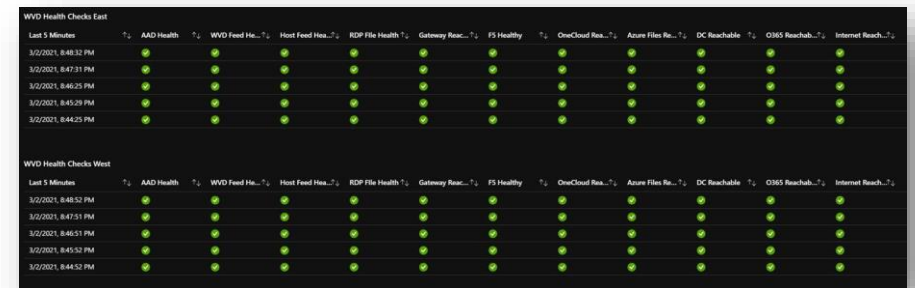 WVD Health Checks East
Last 5 Minutes AAD Health WVD Feed He... Host Feed Hea... RDP File Health Gateway Reac... F5 Healthy OneCloud Rea... Azure Files Re... DC Reachable O365 Reachab... Internet Reach...
3/2/2021, 8:48:32 PM
3/2/2021, 8:47:31 PM
3/2/2021, 8:46:25 PM
3/2/2021, 8:45:29 PM
3/2/2021, 8:44:25 PM
WVD Health Checks West
Last 5 Minutes AAD Health WVD Feed He... Host Feed Hea... RDP File Health Gateway Reac... F5 Healthy OneCloud Rea... Azure Files Re... DC Reachable O365 Reachab... Internet Reach...
3/2/2021, 8:48:52 PM
3/2/2021, 8:47:51 PM
3/2/2021, 8:46:51 PM
3/2/2021, 8:45:52 PM
3/2/2021, 8:44:52 PM